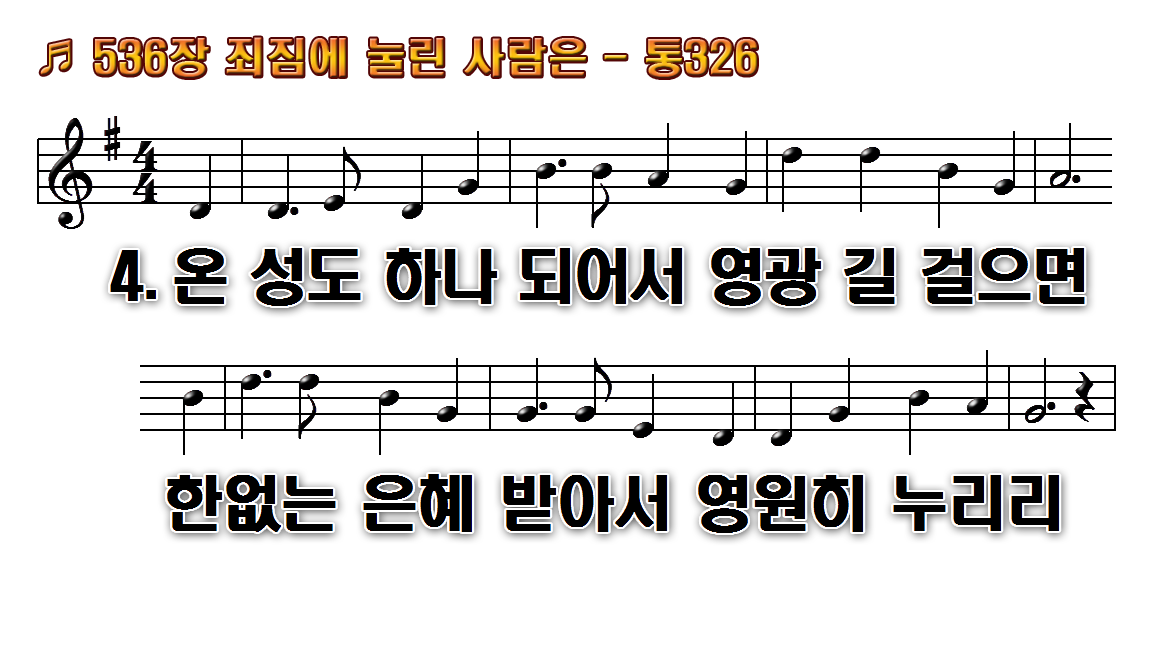 ♬ 536장 죄짐에 눌린 사람은 - 통326
4. 온 성도 하나 되어서 영광 길 걸으면
한없는 은혜 받아서 영원히 누리리